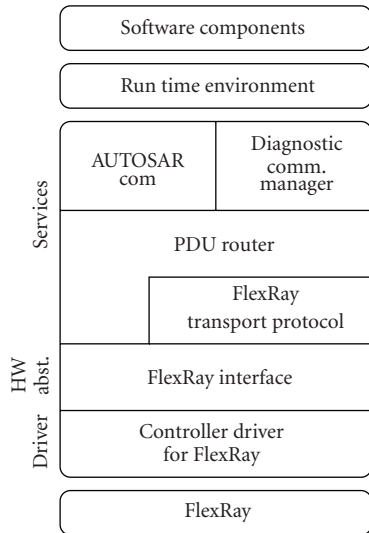 Software components
Run time environment
Services
AUTOSAR
com
Diagnostic
comm.
manager
PDU router
FlexRay
transport protocol
HW
abst.
FlexRay interface
Driver
Controller driver
for FlexRay
FlexRay